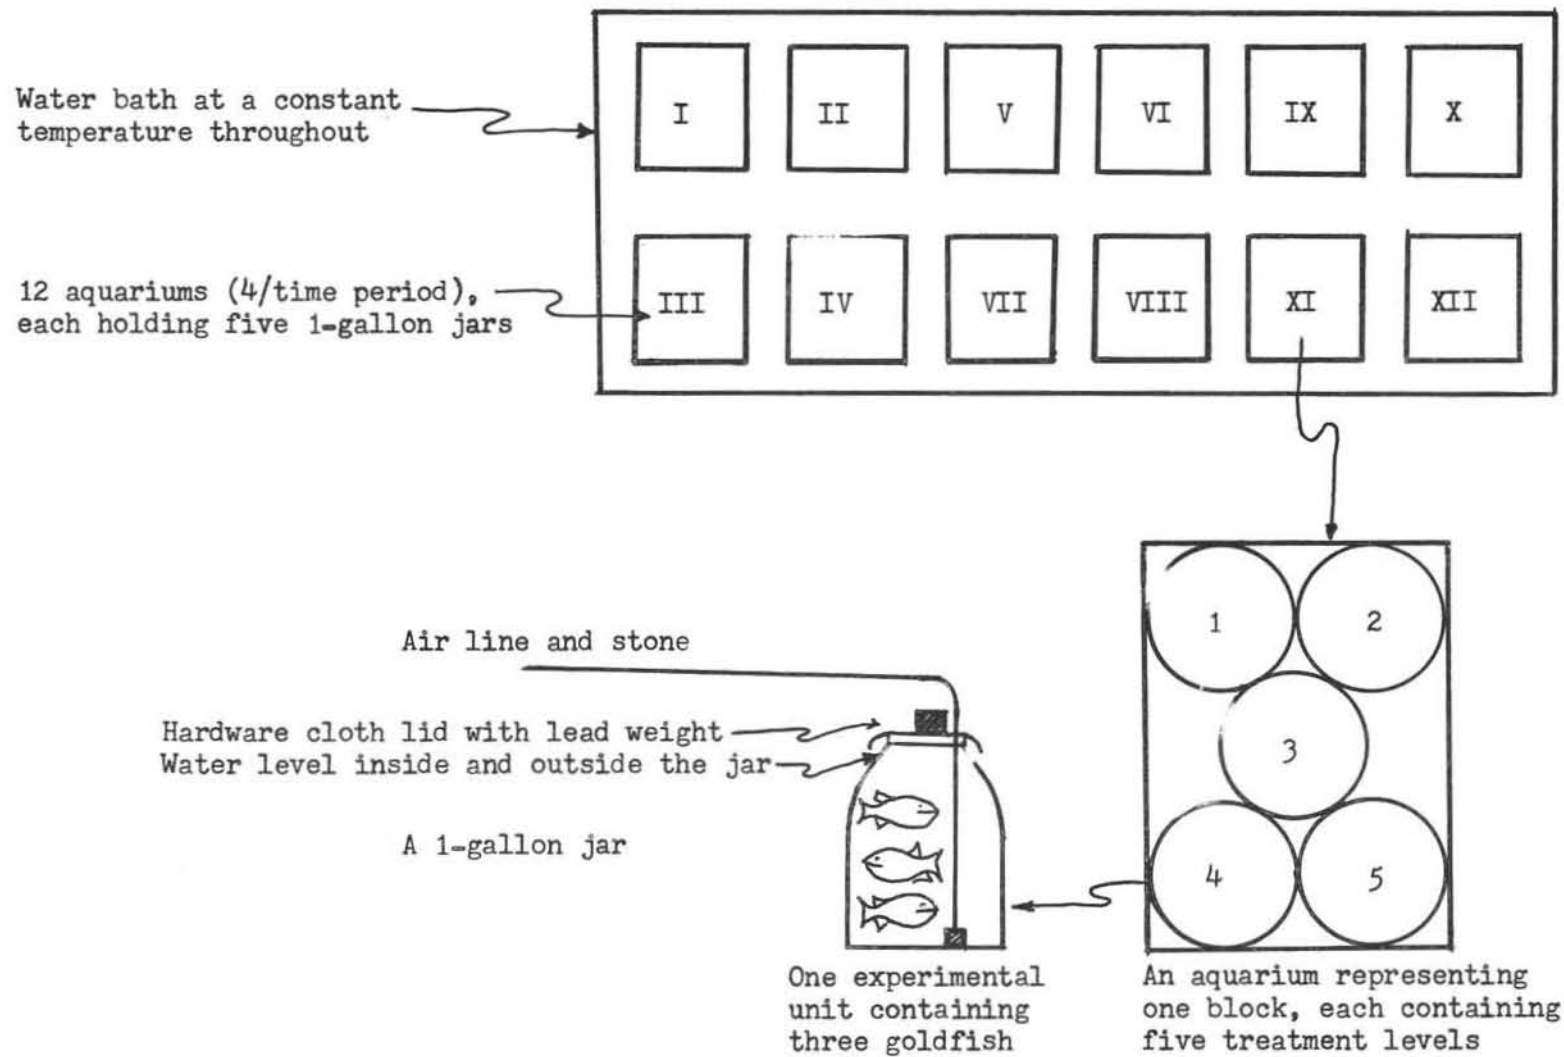 Water bath at a constant
temperature throughout
I II V VI IX X
12 aquariums (4/time period),
each holding five 1-gallon jars
III IV VII VIII XI XII
1 2
3
4 5
Air line and stone
Hardware cloth lid with lead weight
Water level inside and outside the jar
A 1-gallon jar
One experimental
unit containing
three goldfish
An aquarium representing
one block, each containing
five treatment levels